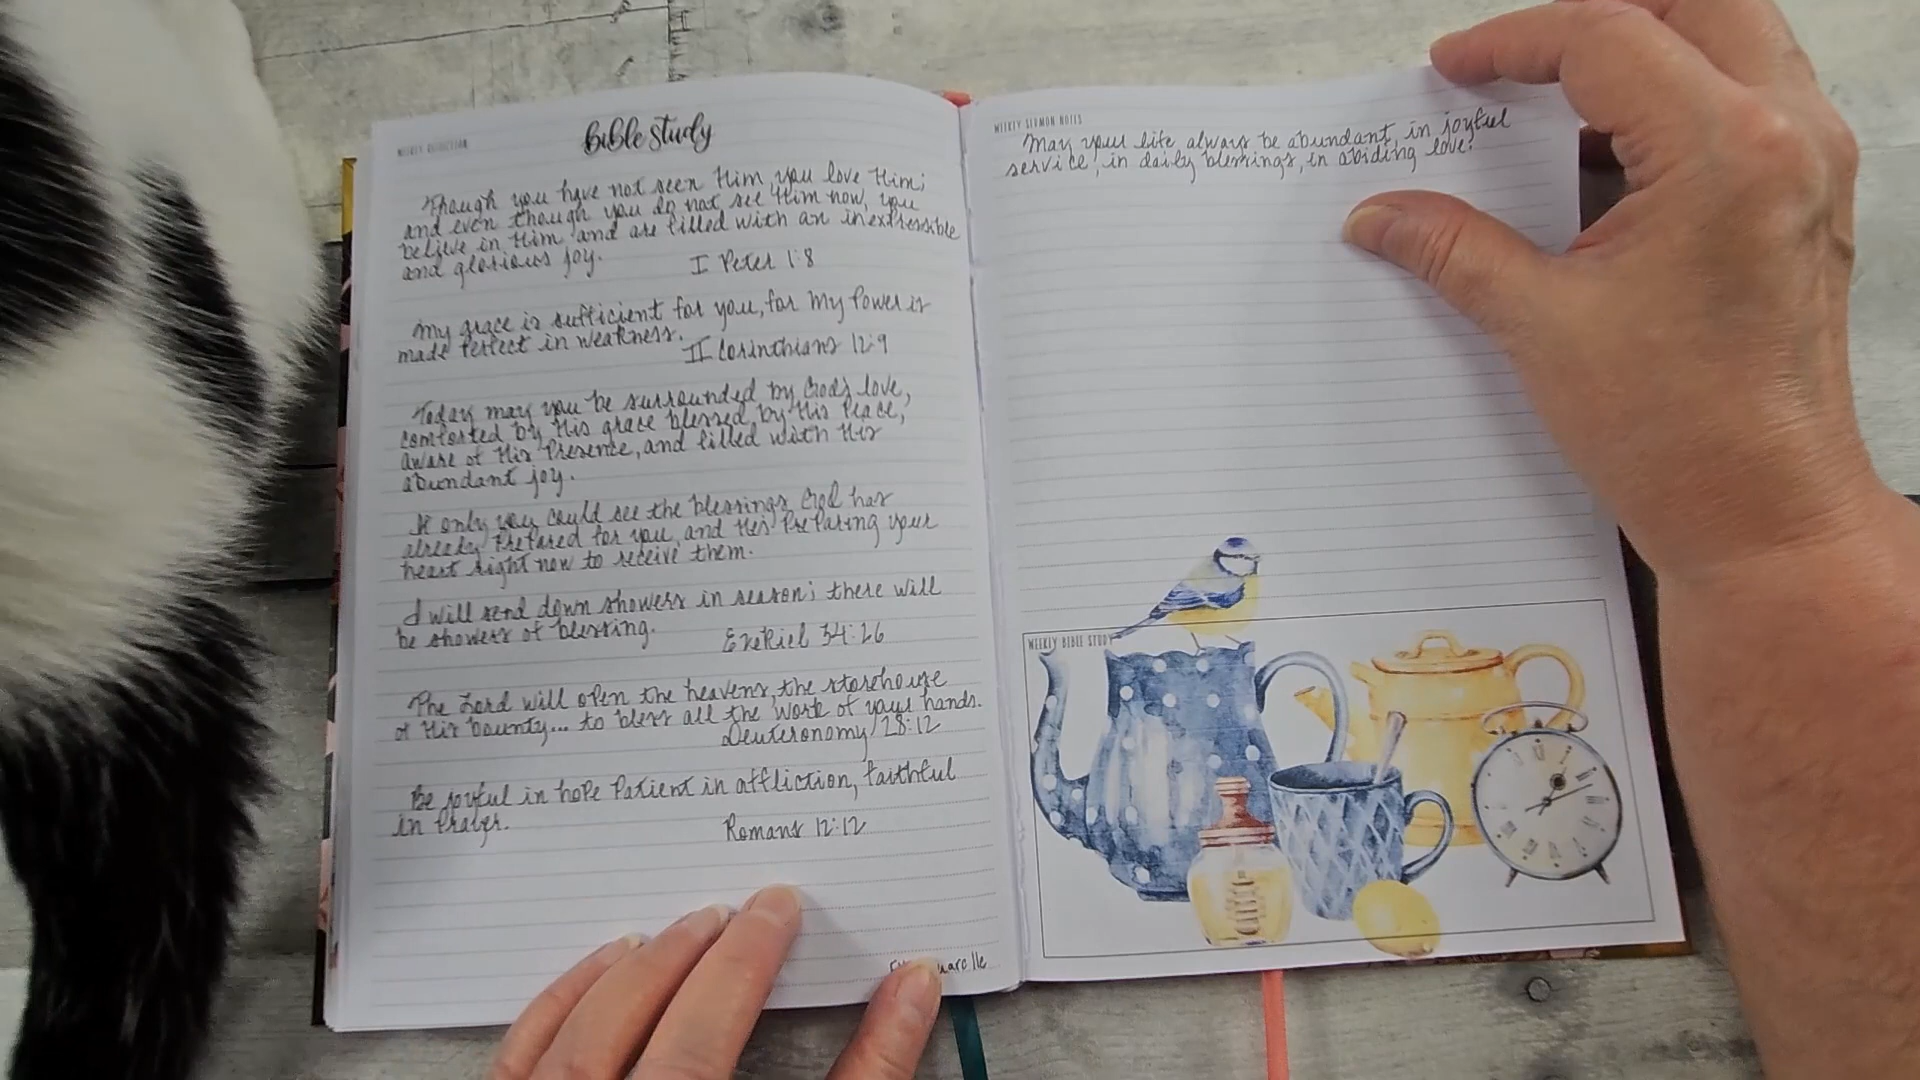 WEEKLY REFLECTION
Bible study
Though you have not seen Him you love Him;
and even though you do not see Him now, you
believe in Him and are filled with an inexpressible
and glorious joy.
I Peter 1:8
My grace is sufficient for you, for My Power is
made Perfect in weakness.
II Corinthians 12:9
Today may you be surrounded by God's love,
comforted by His grace blessed by His Peace,
aware of His Presence, and filled with His
abundant joy.
If only you could see the blessings God has
already Prepared for you, and He's Preparing your
heart right now to receive them.
I will send down showers in season; there will
be showers of blessing.
Ezekiel 34:26
The Lord will open the heavens, the storehouse
of His bounty... to bless all the work of your hands.
Deuteronomy 28:12
Be joyful in hope Patient in affliction, faithful
in Prayer.
Romans 12:12
WEEKLY SERMON NOTES
May your life always be abundant, in joyful
service, in daily blessings, in abiding love!
WEEKLY BIBLE STUDY